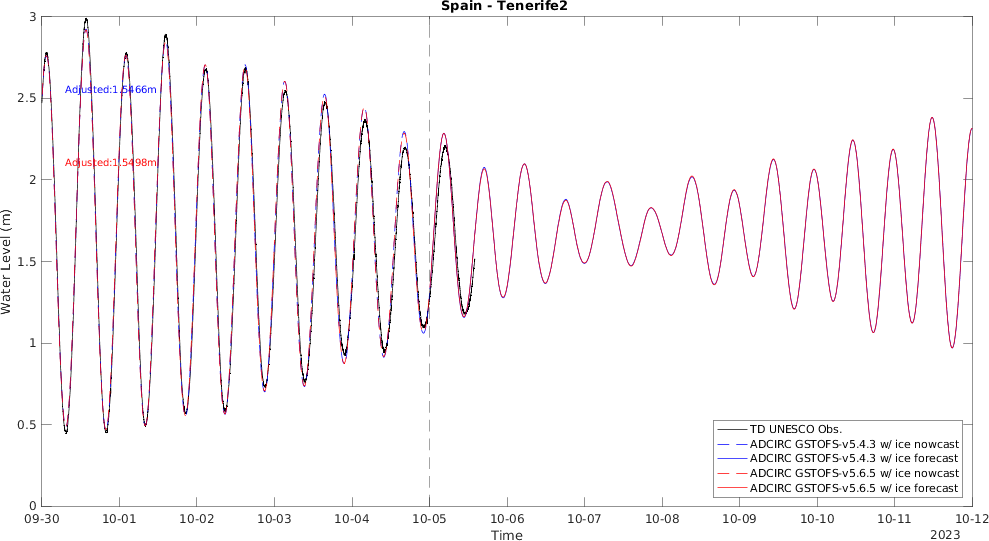 Spain - Tenerife2
3
2.5
2
1.5
1
0.5
0
Water Level (m)
Adjusted:1.5466m
Adjusted:1.5498m
TD UNESCO Obs.
ADCIRC GSTOFS-v5.4.3 w/ ice nowcast
ADCIRC GSTOFS-v5.4.3 w/ ice forecast
ADCIRC GSTOFS-v5.6.5 w/ ice nowcast
ADCIRC GSTOFS-v5.6.5 w/ ice forecast
09-30 10-01 10-02 10-03 10-04 10-05 10-06 10-07 10-08 10-09 10-10 10-11 10-12
Time
2023